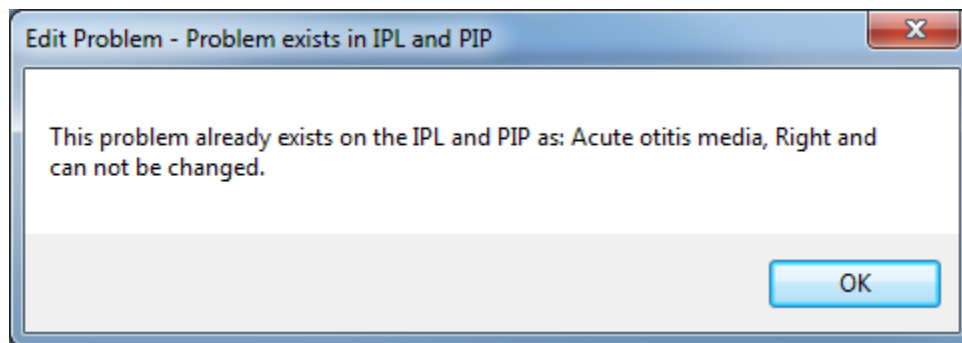 Edit Problem - Problem exists in IPL and PIP
This problem already exists on the IPL and PIP as: Acute otitis media, Right and
can not be changed.
OK